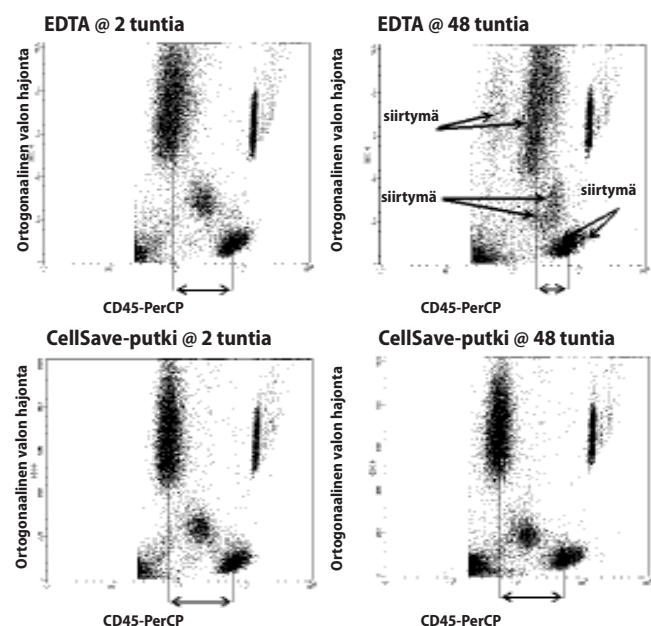 EDTA @ 2 tuntia
EDTA @ 48 tuntia
Ortogonaalinen valon hajonta
CD45-PerCP
Ortogonaalinen valon hajonta
siirtymä
siirtymä
siirtymä
CD45-PerCP
CellSave-putki @ 2 tuntia
CellSave-putki @ 48 tuntia
Ortogonaalinen valon hajonta
CD45-PerCP
Ortogonaalinen valon hajonta
CD45-PerCP